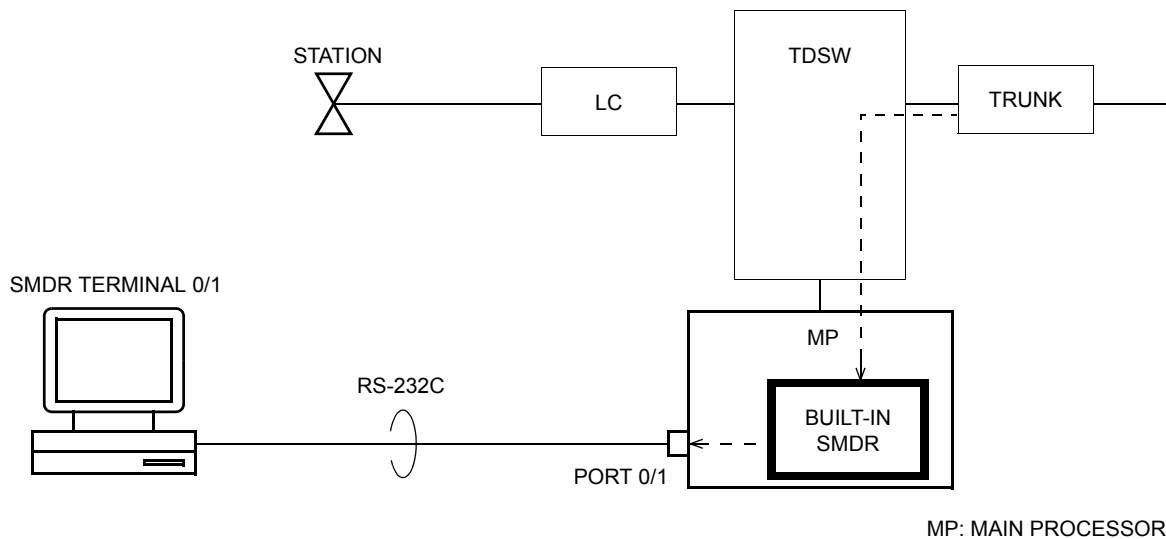 STATION
TDSW
LC
TRUNK
SMDR TERMINAL 0/1
MP
RS-232C
BUILT-IN
SMDR
PORT 0/1
MP: MAIN PROCESSOR